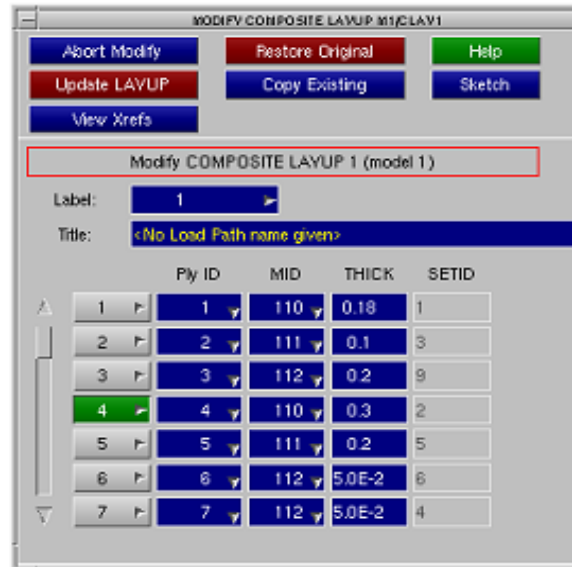 MODIFY COMPOSITE LAYUP M1/CLAY1
Abort Modify Restore Original Help
Update LAYUP Copy Existing Sketch
View Xrefs
Modify COMPOSITE LAYUP 1 (model 1)
Label: 1
Title: <No Load Path name given>
Ply ID MID THICK SETID
1 1 110 0.18 1
2 2 111 0.1 3
3 3 112 0.2 9
4 4 110 0.3 2
5 5 111 0.2 5
6 6 112 5.0E-2 6
7 7 112 5.0E-2 4